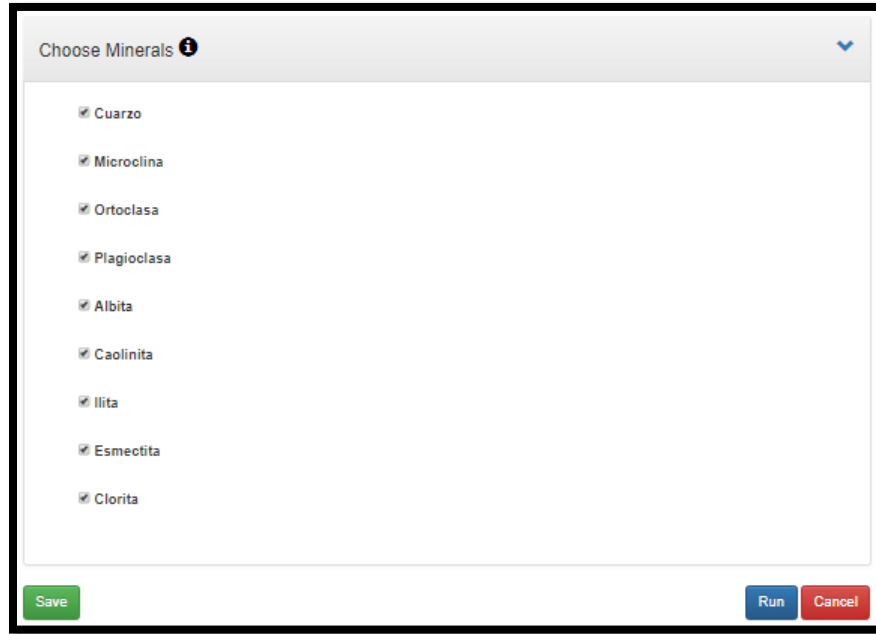 Choose Minerals
Cuarzo
Microclina
Ortoclasa
Plagioclasa
Albita
Caolinita
Ilita
Esmectita
Clorita
Save Run Cancel